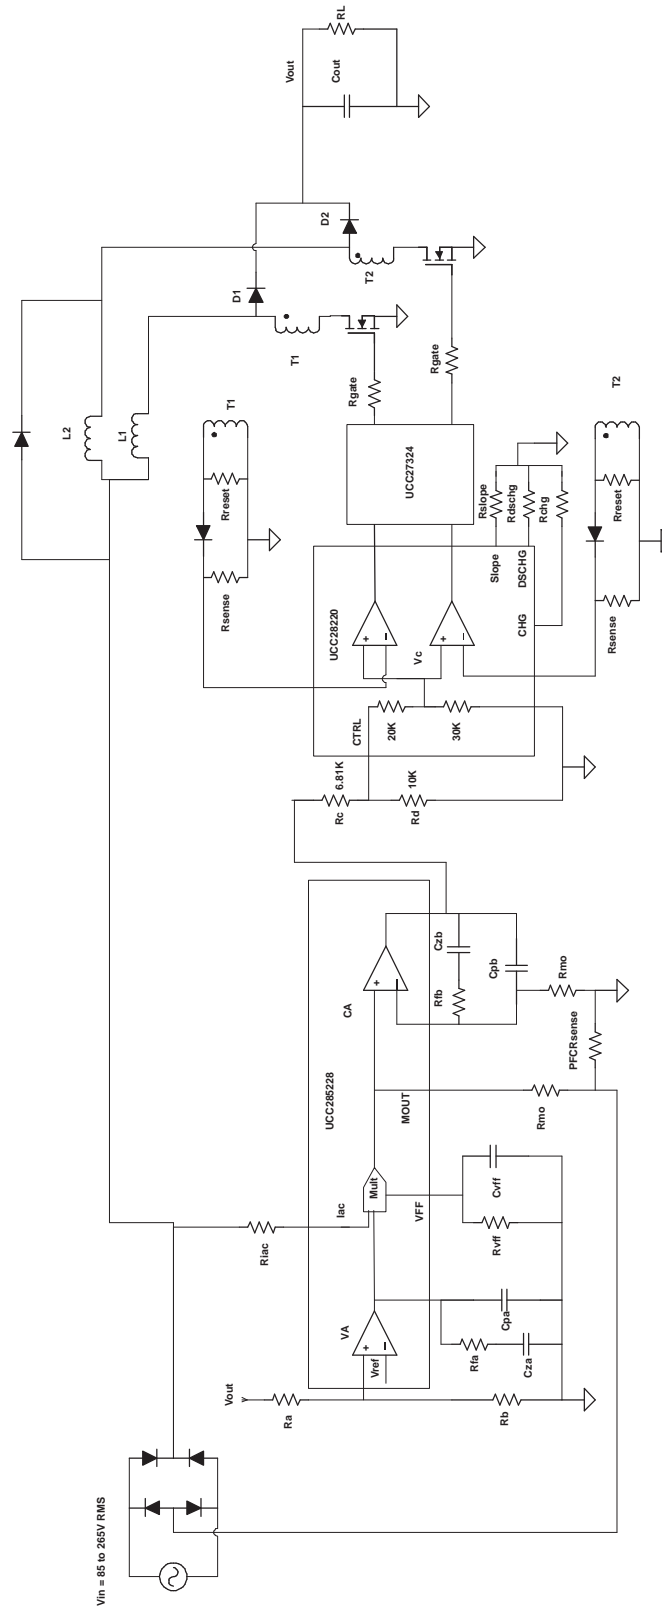 Vin = 85 to 265V RMS
Vout
Ra
Rb
VA
Vref
Rfa
Cza
Cpa
Riac
Iac
Mult
VFF
Rvff
Cvff
UCC285228
MOUT
CA
Rfb
Czb
Cpb
Rmo
Rmo
PFCRsense
Rc
6.81K
Rd
10K
CTRL
20K
30K
UCC28220
Vc
CHG
DSCHG
Slope
Rslope
Rdschg
Rchg
UCC27324
Rgate
Rgate
Rsense
Rreset
T1
Rsense
Rreset
T2
L2
L1
T1
D1
T2
D2
Vout
Cout
RL